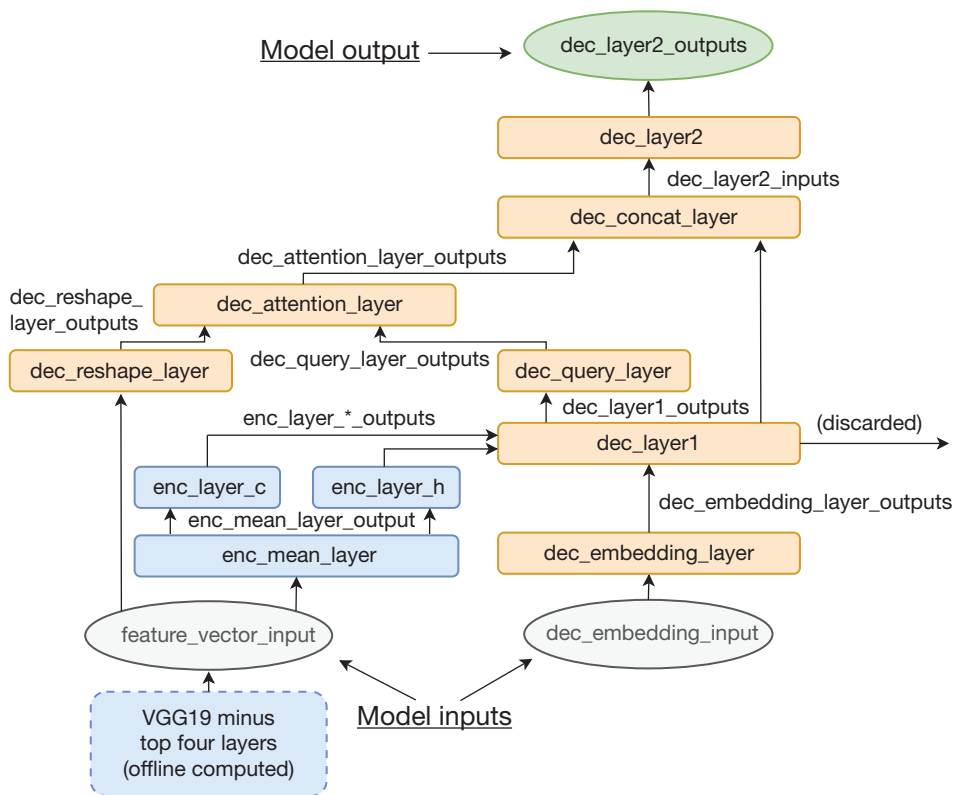 Model output
dec_layer2_outputs
dec_layer2
dec_layer2_inputs
dec_concat_layer
dec_attention_layer_outputs
dec_reshape_
layer_outputs
dec_attention_layer
dec_query_layer_outputs
dec_reshape_layer
dec_query_layer
dec_layer1_outputs
enc_layer_*_outputs
(discarded)
dec_layer1
enc_layer_c
enc_layer_h
dec_embedding_layer_outputs
enc_mean_layer_output
enc_mean_layer
dec_embedding_layer
feature_vector_input
dec_embedding_input
Model inputs
VGG19 minus
top four layers
(offline computed)